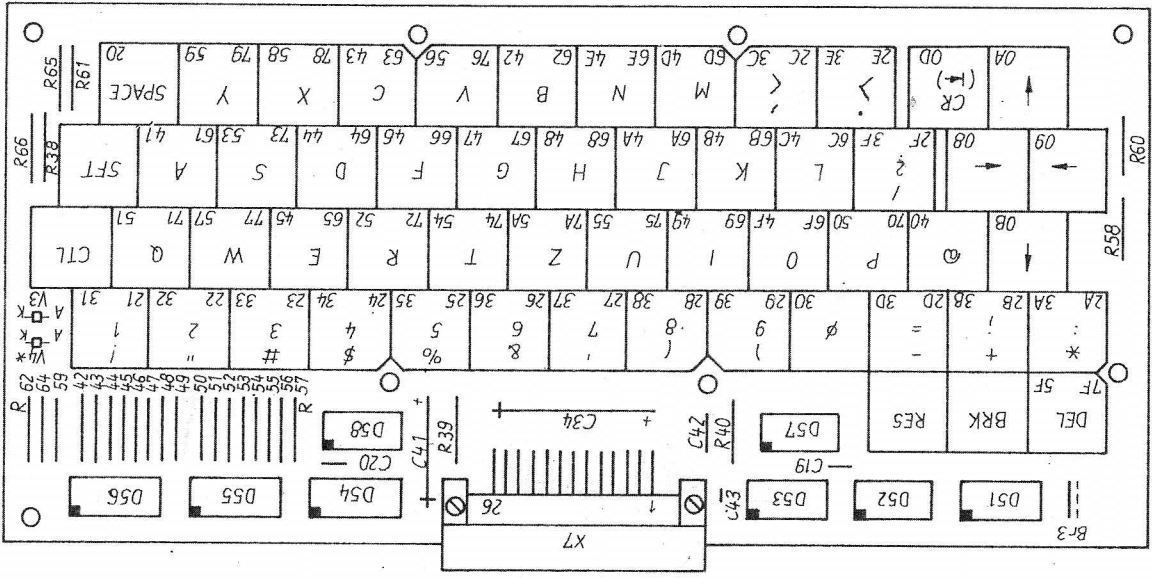 R65
R61
20 59 79 58 78 43 63 56 76 42 62 4E 6E 4D 6D 3C 2C 3E 2E 0D 0A
SPACE Y X C V B N M , < . > CR ( ) ↑
R66
R38
41 61 53 73 44 64 46 66 47 67 48 68 4A 6A 4B 6B 4C 6C 3F 2F 08 09
SFT A S D F G H J K L ? / → ←
R60
51 71 57 77 45 65 52 72 54 74 5A 7A 55 75 49 69 4F 6F 50 70 40 0B
CTL Q W E R T Z U I O P @ ↓
R58
31 21 32 22 33 23 34 24 35 25 36 26 37 27 38 28 39 29 30 3D 2D 3B 2B 3A 2A
1 2 3 4 5 6 7 8 9 Ø = ; :
! " # $ % & ' ( ) - + *
V3 A K
V4* A K
7F 5F
RES BRK DEL
R 62 64 59 42 43 44 45 46 47 48 49 50 51 52 53 54 55 56 57 R
D58 C41 + R39 C34 + C42 R40 D57
C20 C19
D56 D55 D54 + 26 1 C43 D53 D52 D51 Br3
X7